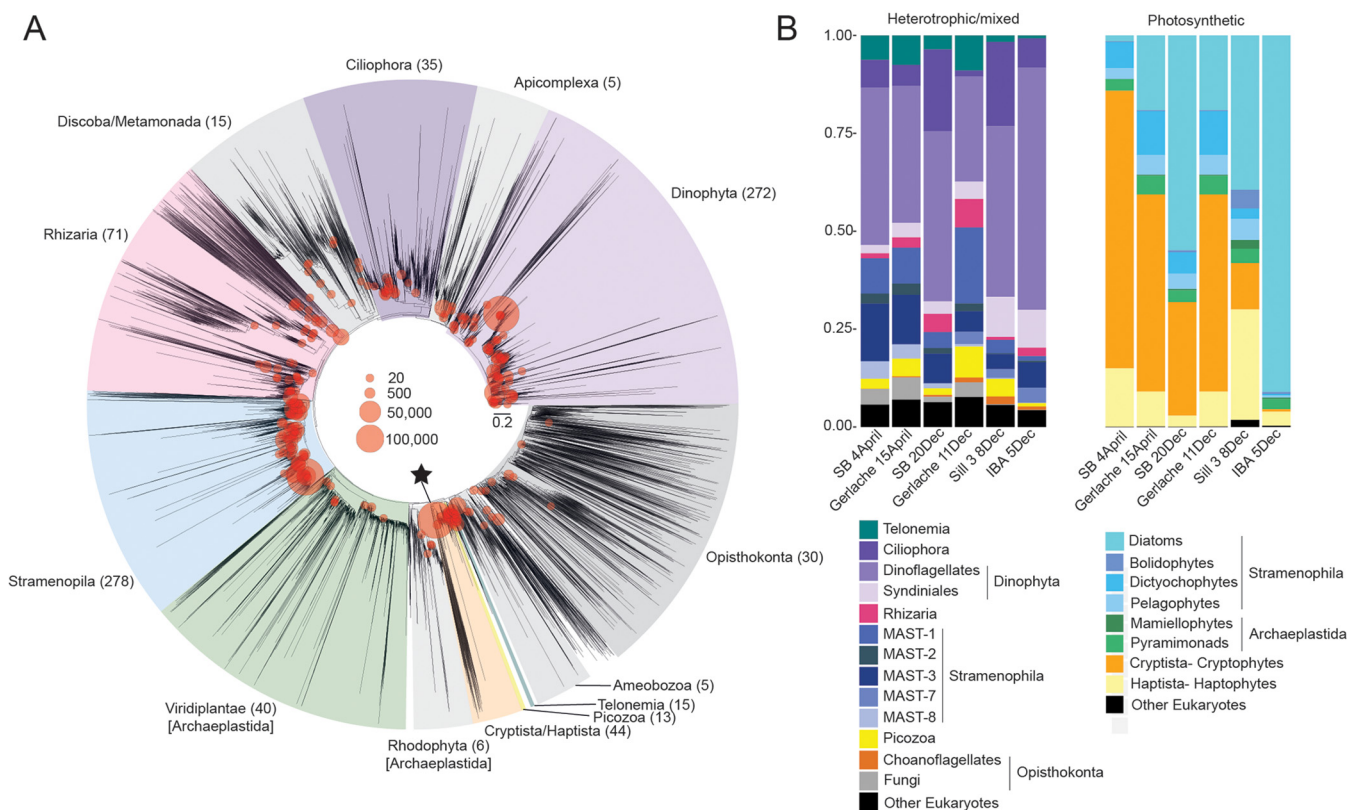 A
Ciliophora (35)
Apicomplexa (5)
Discoba/Metamonada (15)
Dinophyta (272)
Rhizaria (71)
20
500
50,000
100,000
0.2
Stramenopila (278)
Opisthokonta (30)
Viridiplantae (40)
[Archaeplastida]
Rhodophyta (6)
[Archaeplastida]
Cryptista/Haptista (44)
Picozoa (13)
Telonemia (15)
Ameobozoa (5)
B
Heterotrophic/mixed
Photosynthetic
1.00
0.75
0.50
0.25
0.00
SB 4April
Gerlache 15April
SB 20Dec
Gerlache 11Dec
Sill 3 8Dec
IBA 5Dec
SB 4April
Gerlache 15April
SB 20Dec
Gerlache 11Dec
Sill 3 8Dec
IBA 5Dec
Telonemia
Ciliophora
Dinoflagellates
Syndiniales
Dinophyta
Rhizaria
MAST-1
MAST-2
MAST-3
MAST-7
MAST-8
Stramenophila
Picozoa
Choanoflagellates
Fungi
Opisthokonta
Other Eukaryotes
Diatoms
Bolidophytes
Dictyochophytes
Pelagophytes
Stramenophila
Mamiellophytes
Pyramimonads
Archaeplastida
Cryptista- Cryptophytes
Haptista- Haptophytes
Other Eukaryotes